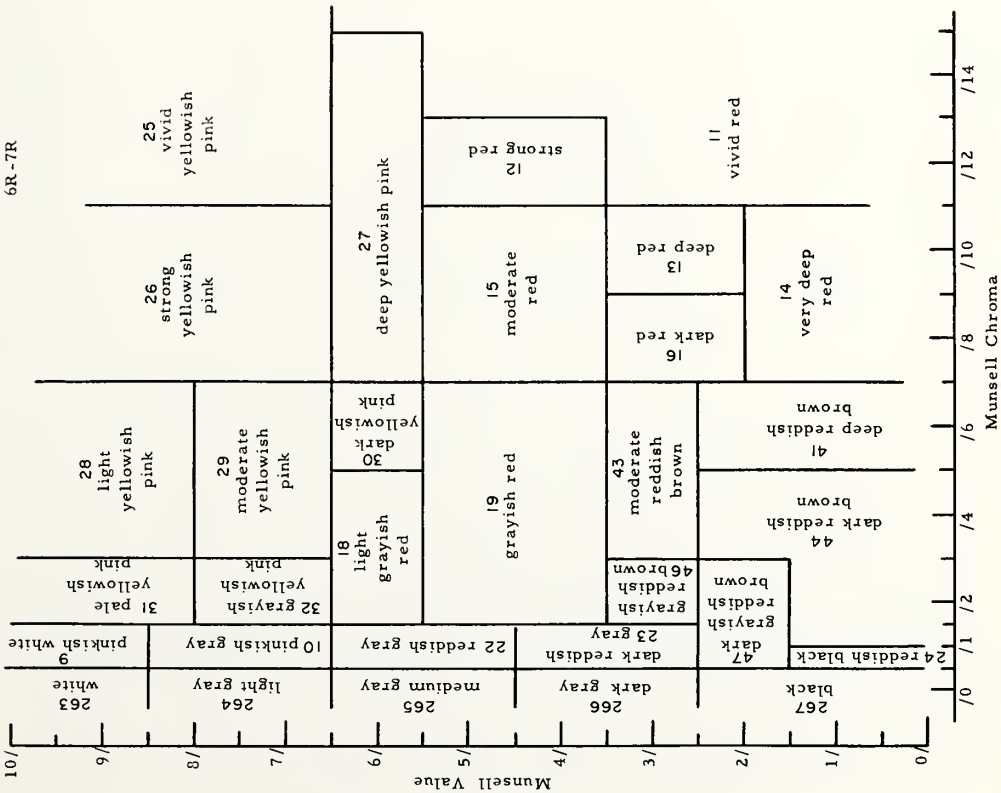 6R-7R
25
vivid
yellowish
pink
26
strong
yellowish
pink
28
light
yellowish
pink
31 pale
yellowish
pink
9
pinkish white
263
white
29
moderate
yellowish
pink
32 grayish
yellowish
pink
10 pinkish gray
264
light gray
27
deep yellowish pink
30
dark
yellowish
pink
18
light
grayish
red
22 reddish gray
265
medium gray
12
strong red
15
moderate
red
19
grayish red
11
vivid red
13
deep red
16
dark red
43
moderate
reddish
brown
46 brown
reddish
grayish
23 gray
dark reddish
266
dark gray
14
very deep
red
41
deep reddish
brown
44
dark reddish
brown
47
dark
grayish
reddish
brown
24 reddish black
267
black
10/
9/
8/
7/
6/
5/
4/
3/
2/
1/
0/
Munsell Value
/0
/1
/2
/4
/6
/8
/10
/12
/14
Munsell Chroma